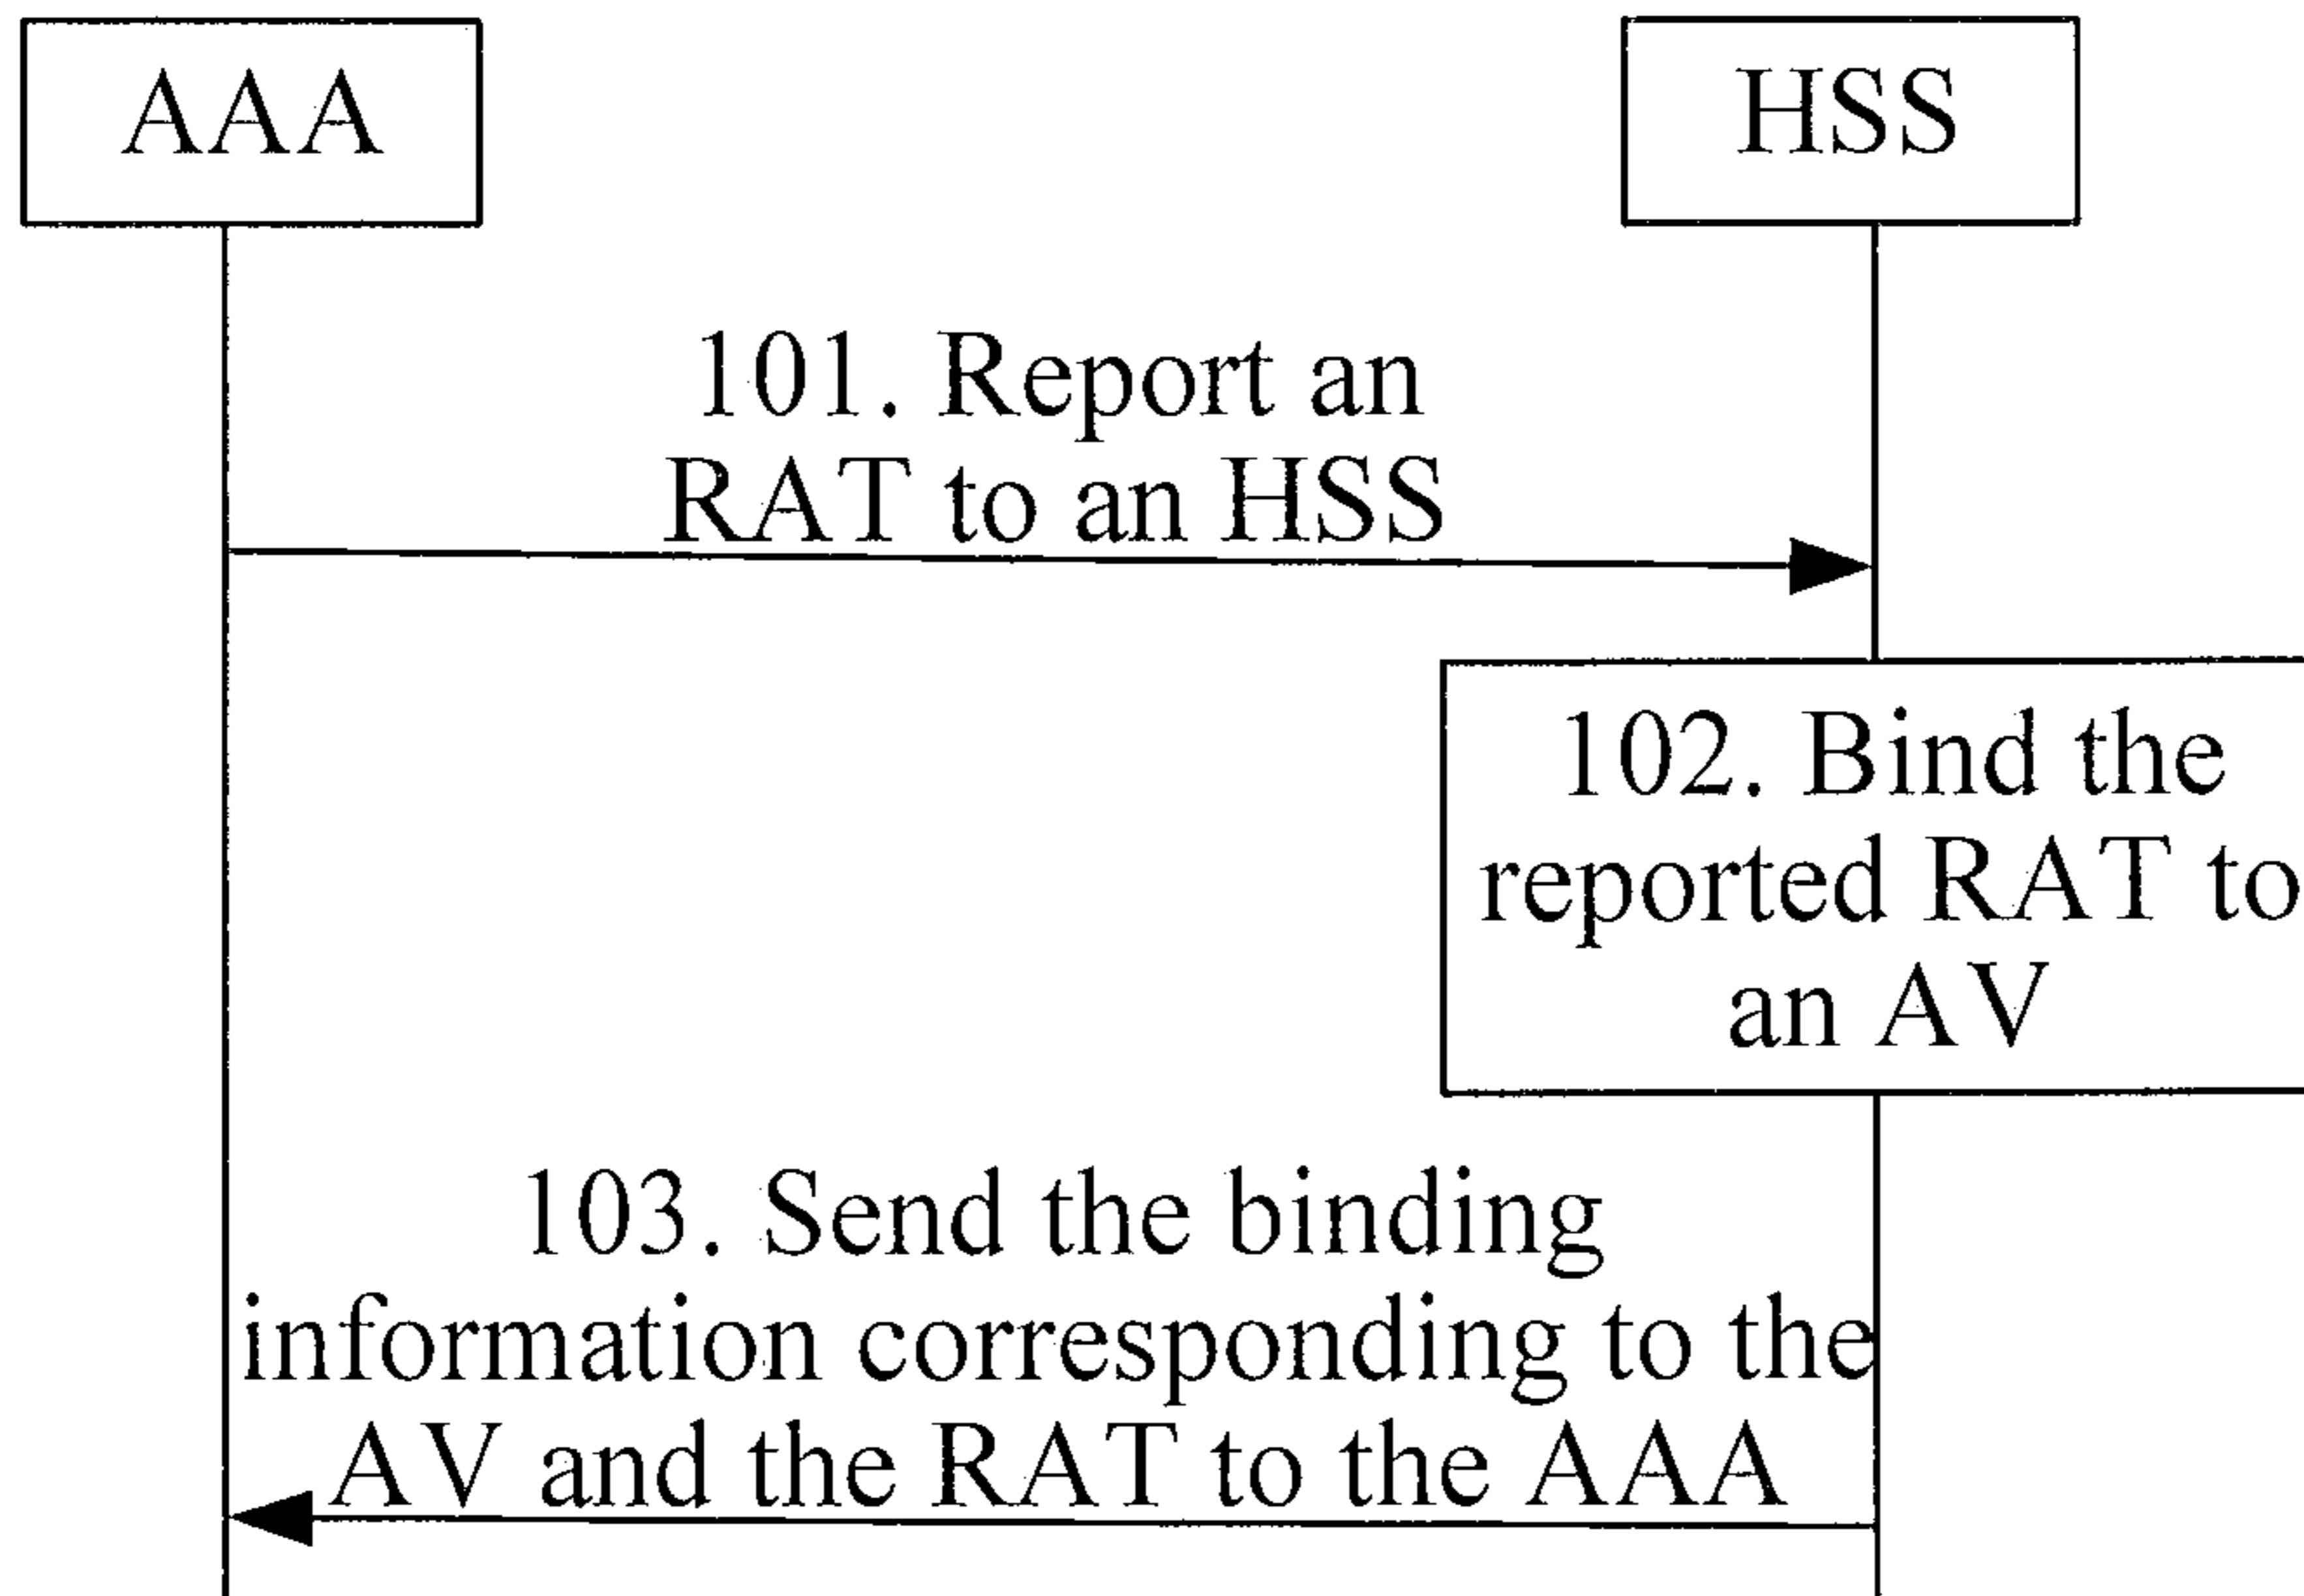 AAA
HSS
101. Report an
RAT to an HSS
102. Bind the
reported RAT to
an AV
103. Send the binding
information corresponding to the
AV and the RAT to the AAA